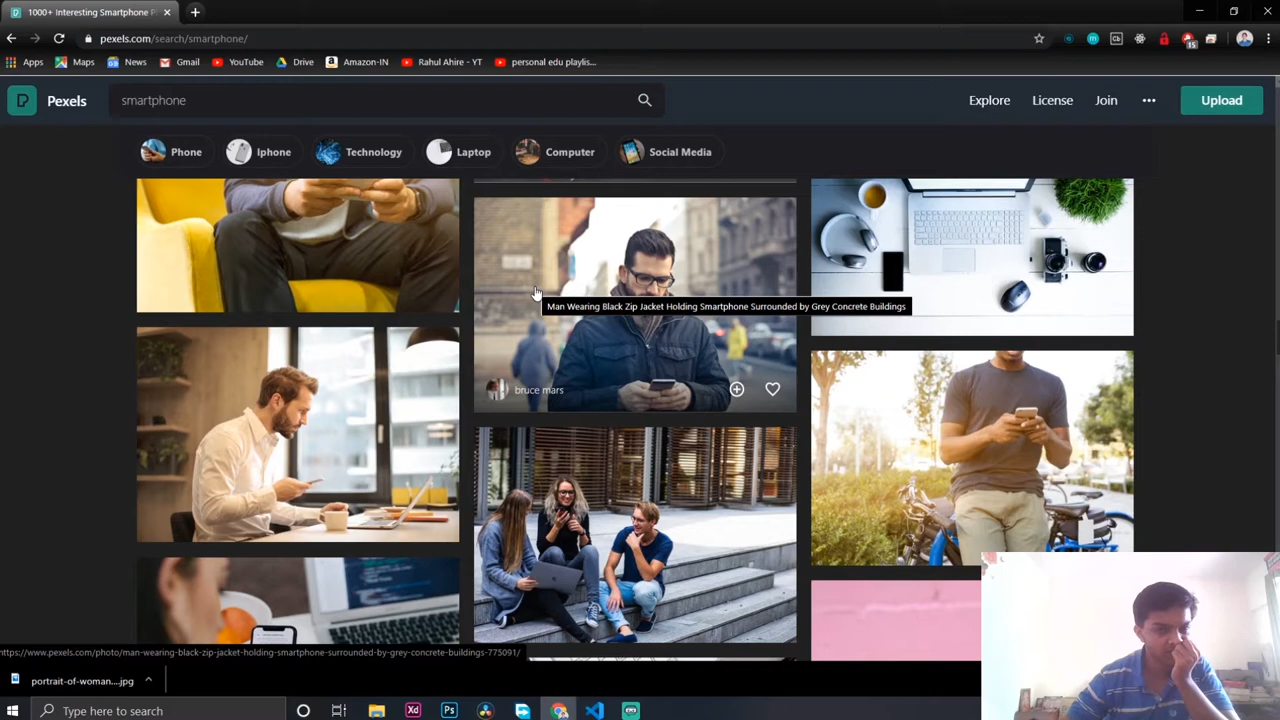 1000+ Interesting Smartphone P
pexels.com/search/smartphone/
15
Apps Maps News Gmail YouTube Drive Amazon-IN Rahul Ahire - YT personal edu playlis...
Pexels smartphone Explore License Join ••• Upload
Phone Iphone Technology Laptop Computer Social Media
Man Wearing Black Zip Jacket Holding Smartphone Surrounded by Grey Concrete Buildings
bruce mars
https://www.pexels.com/photo/man-wearing-black-zip-jacket-holding-smartphone-surrounded-by-grey-concrete-buildings-775091/
portrait-of-woman....jpg
Type here to search Xd Ps